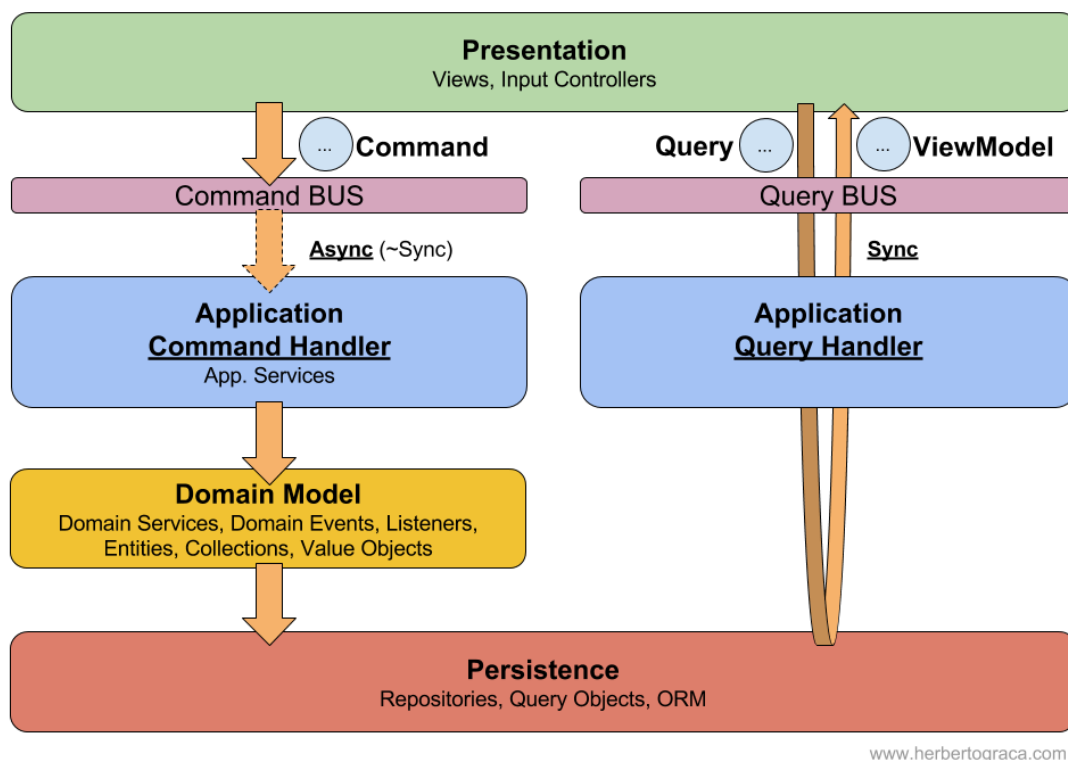 Presentation
Views, Input Controllers
... Command
Query ...
... ViewModel
Command BUS
Query BUS
Async (~Sync)
Sync
Application
Command Handler
App. Services
Application
Query Handler
Domain Model
Domain Services, Domain Events, Listeners,
Entities, Collections, Value Objects
Persistence
Repositories, Query Objects, ORM
www.herbertograca.com